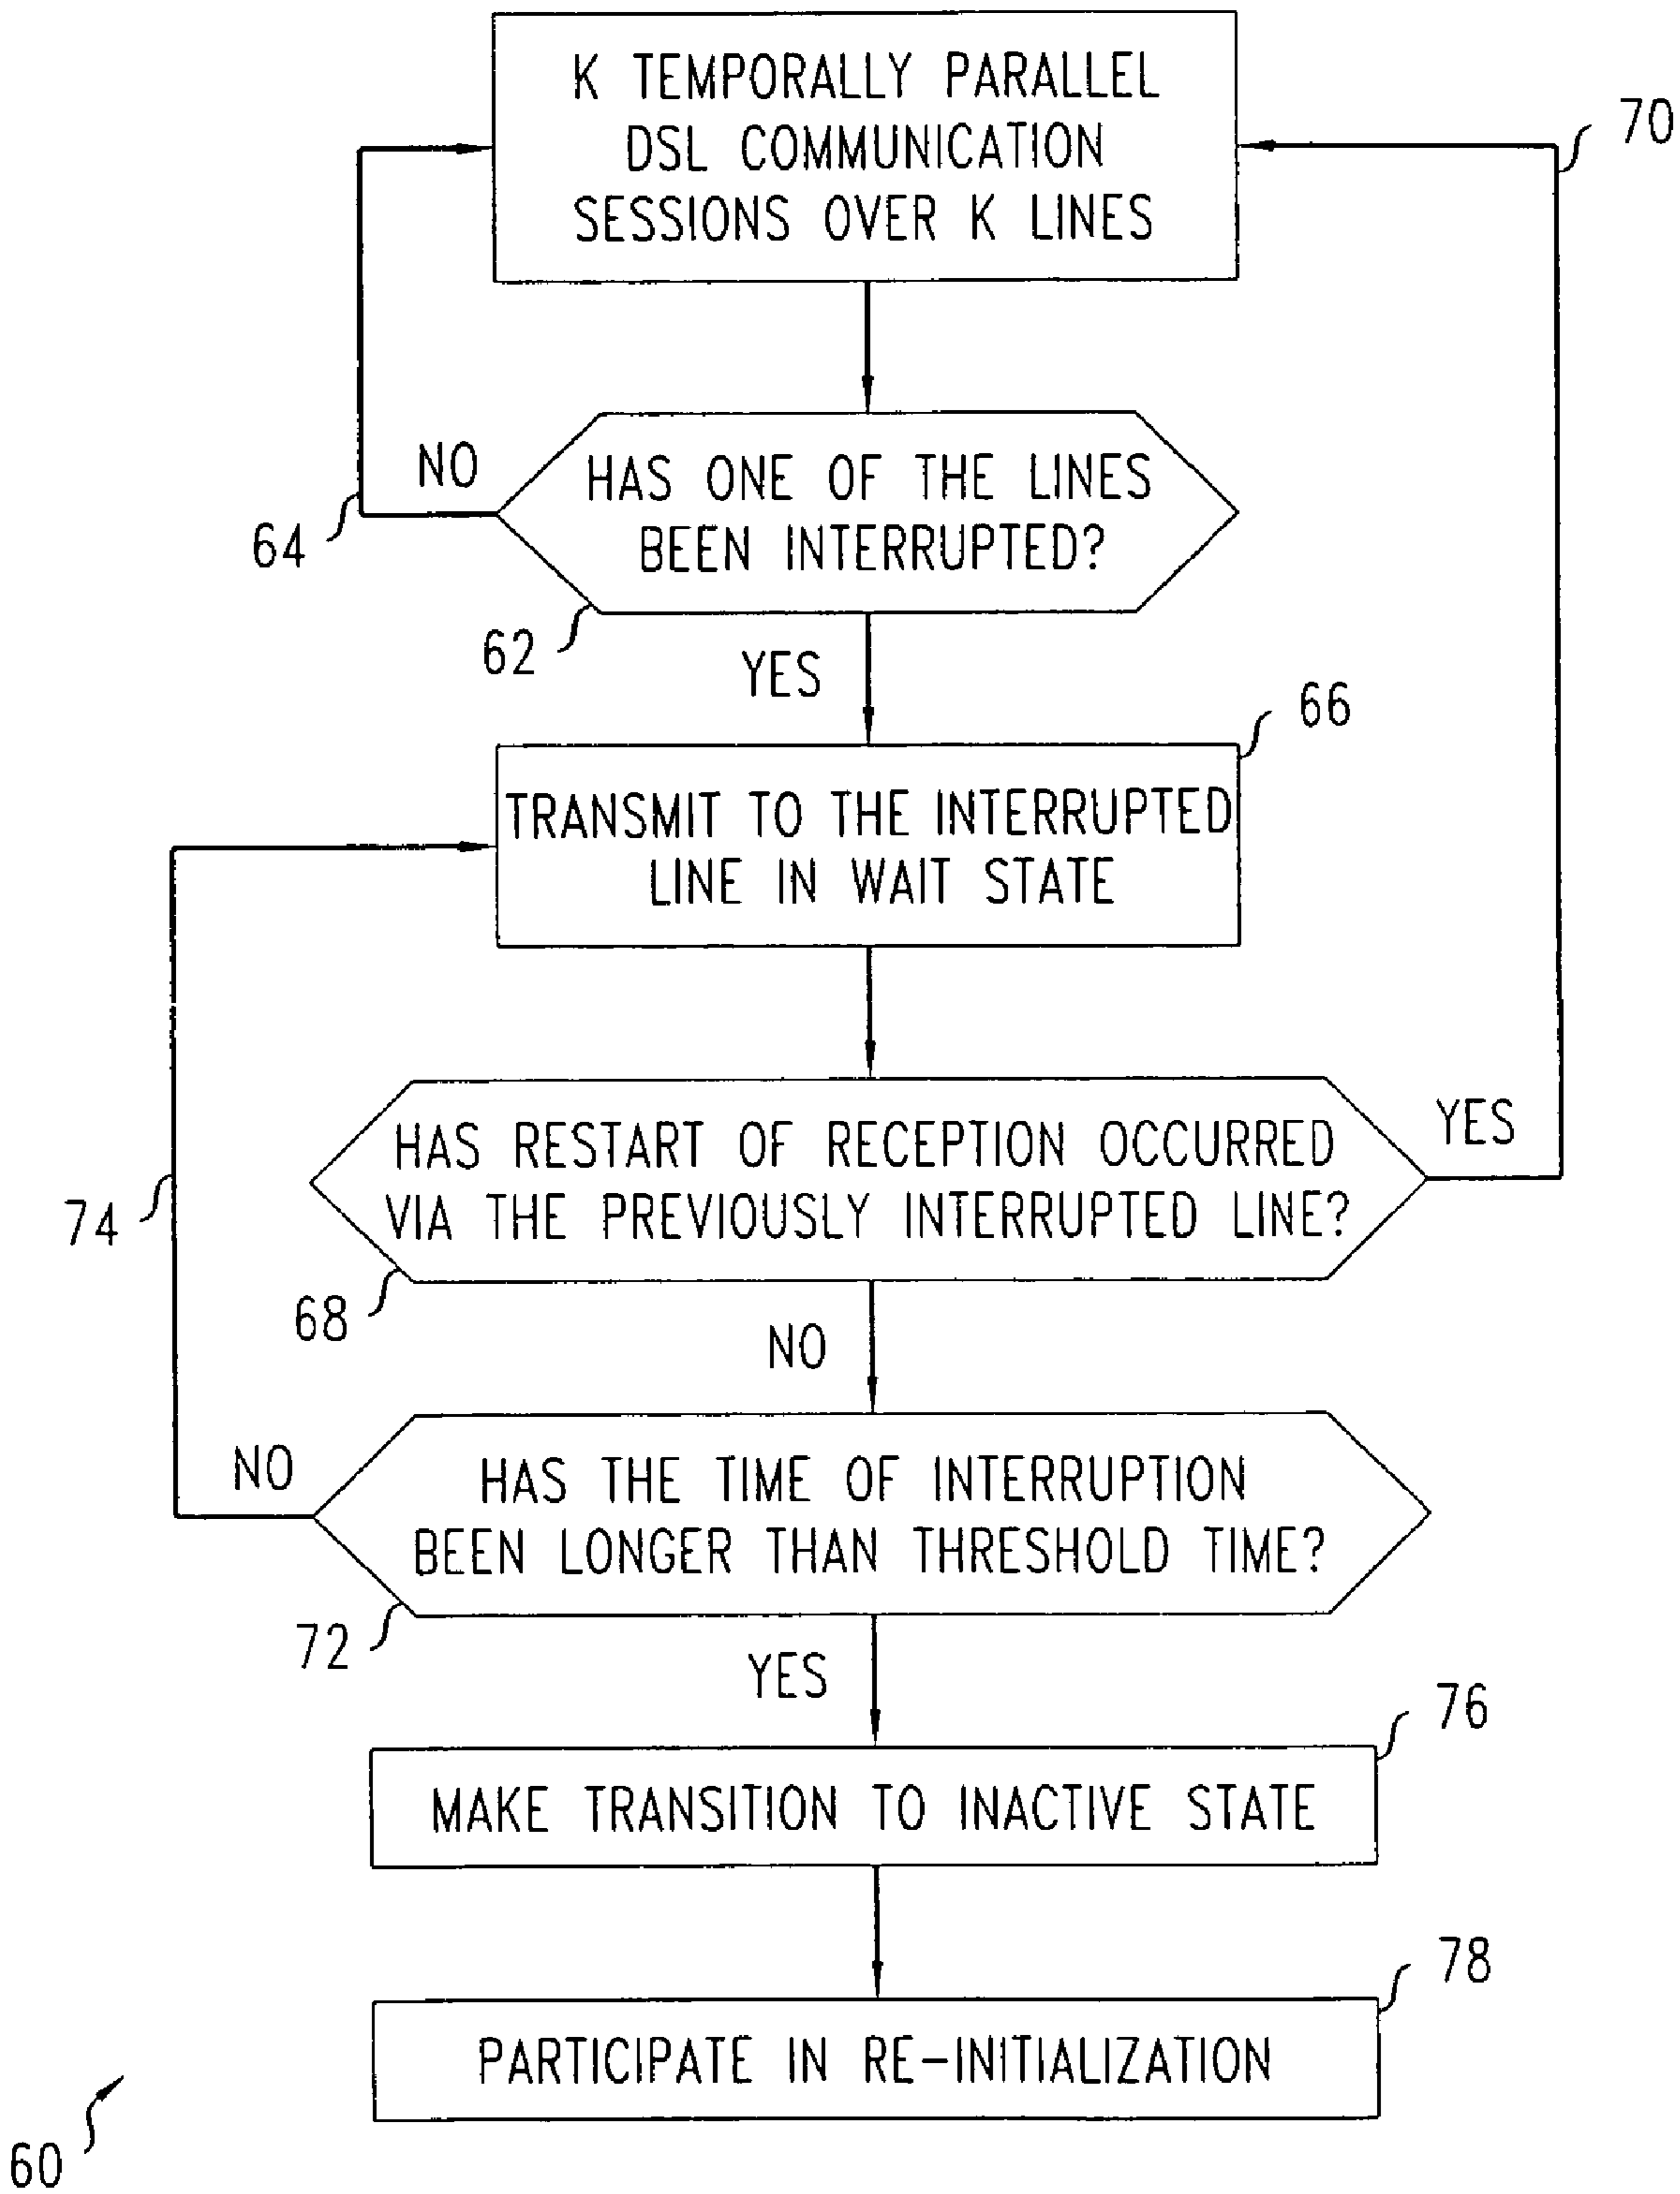 K TEMPORALLY PARALLEL
DSL COMMUNICATION
SESSIONS OVER K LINES
70
NO
HAS ONE OF THE LINES
BEEN INTERRUPTED?
64
62
YES
66
TRANSMIT TO THE INTERRUPTED
LINE IN WAIT STATE
HAS RESTART OF RECEPTION OCCURRED
VIA THE PREVIOUSLY INTERRUPTED LINE?
YES
74
68
NO
NO
HAS THE TIME OF INTERRUPTION
BEEN LONGER THAN THRESHOLD TIME?
72
YES
76
MAKE TRANSITION TO INACTIVE STATE
78
PARTICIPATE IN RE-INITIALIZATION
60